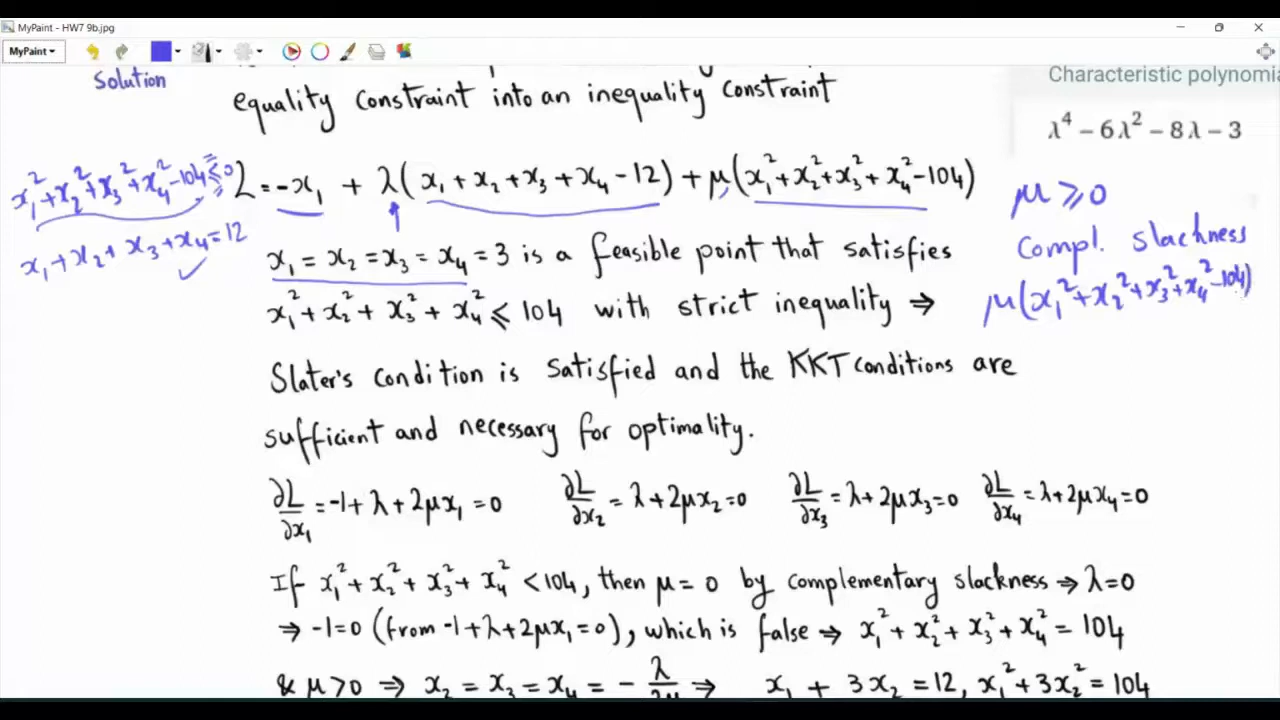 MyPaint - HW7 9b.jpg
MyPaint
Solution
equality constraint into an inequality constraint
Characteristic polynomia
λ⁴ − 6λ² − 8λ − 3
x₁² + x₂² + x₃² + x₄² − 104 ≤ 0
x₁ + x₂ + x₃ + x₄ = 12
L = −x₁ + λ(x₁ + x₂ + x₃ + x₄ − 12) + μ(x₁² + x₂² + x₃² + x₄² − 104)
μ ⩾ 0
Compl. slackness
μ(x₁² + x₂² + x₃² + x₄² − 104)
x₁ = x₂ = x₃ = x₄ = 3 is a feasible point that satisfies
x₁² + x₂² + x₃² + x₄² ≤ 104 with strict inequality ⇒
Slater's condition is satisfied and the KKT conditions are
sufficient and necessary for optimality.
∂L/∂x₁ = −1 + λ + 2μx₁ = 0 ∂L/∂x₂ = λ + 2μx₂ = 0 ∂L/∂x₃ = λ + 2μx₃ = 0 ∂L/∂x₄ = λ + 2μx₄ = 0
If x₁² + x₂² + x₃² + x₄² < 104, then μ = 0 by complementary slackness ⇒ λ = 0
⇒ −1 = 0 (from −1 + λ + 2μx₁ = 0), which is false ⇒ x₁² + x₂² + x₃² + x₄² = 104
& μ > 0 ⇒ x₂ = x₃ = x₄ = −λ/2μ ⇒ x₁ + 3x₂ = 12, x₁² + 3x₂² = 104